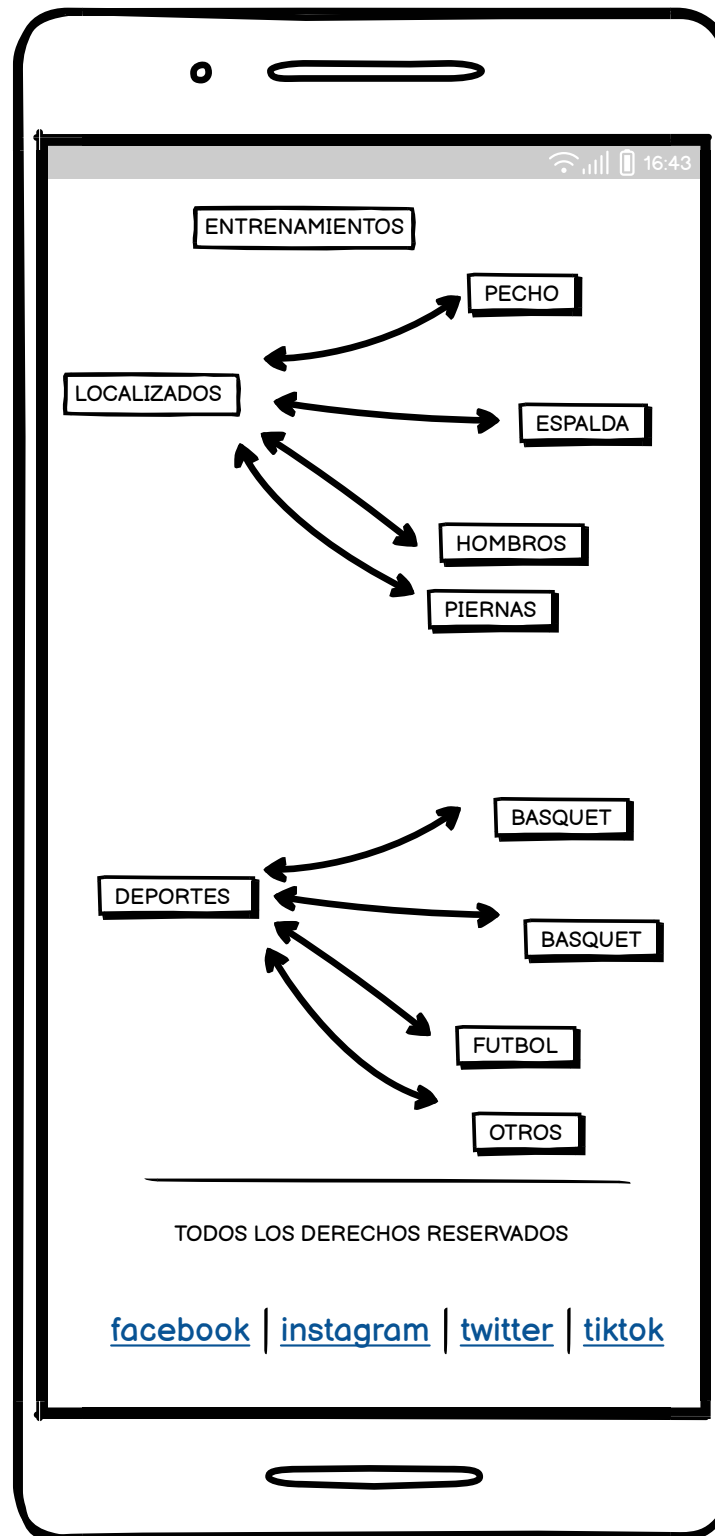 16:43
ENTRENAMIENTOS
PECHO
LOCALIZADOS
ESPALDA
HOMBROS
PIERNAS
BASQUET
DEPORTES
BASQUET
FUTBOL
OTROS
TODOS LOS DERECHOS RESERVADOS
facebook | instagram | twitter | tiktok